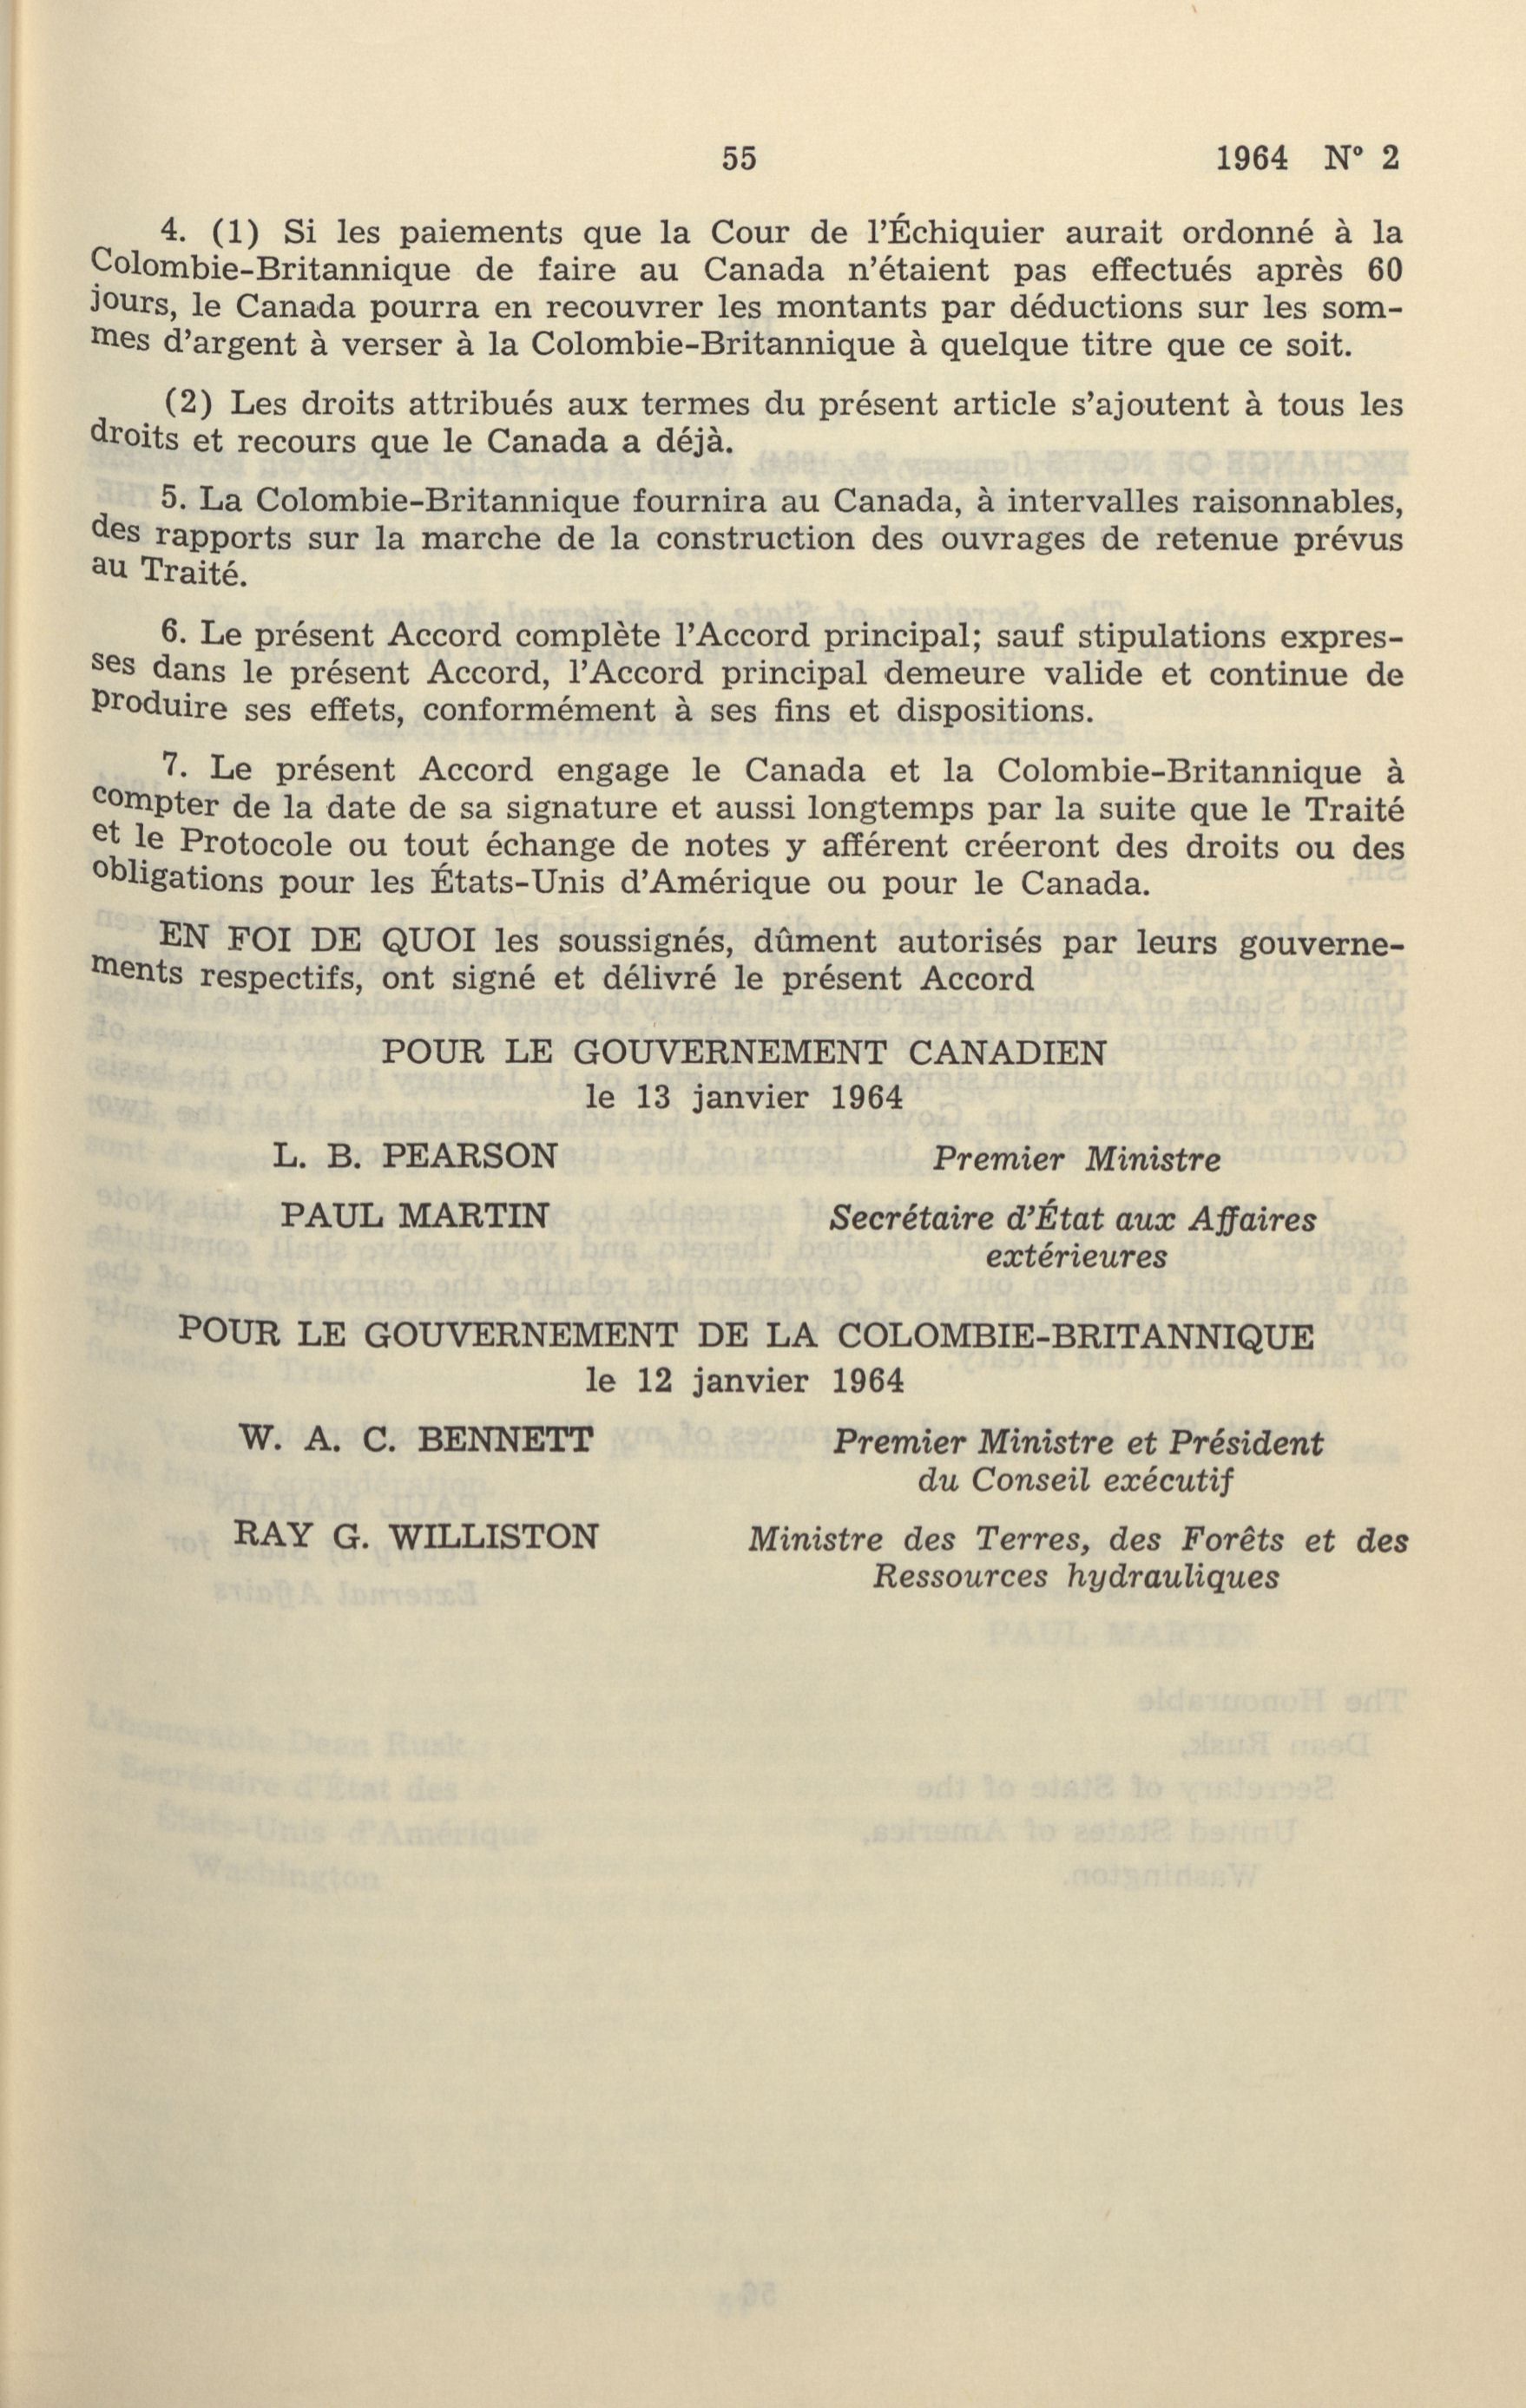 55
1964 N° 2
4. (1) Si les paiements que la Cour de l'Échiquier aurait ordonné à la
Colombie-Britannique de faire au Canada n'étaient pas effectués après 60
jours, le Canada pourra en recouvrer les montants par déductions sur les som-
mes d'argent à verser à la Colombie-Britannique à quelque titre que ce soit.
(2) Les droits attribués aux termes du présent article s'ajoutent à tous les
droits et recours que le Canada a déjà.
5. La Colombie-Britannique fournira au Canada, à intervalles raisonnables,
des rapports sur la marche de la construction des ouvrages de retenue prévus
au Traité.
6. Le présent Accord complète l'Accord principal; sauf stipulations expres-
ses dans le présent Accord, l'Accord principal demeure valide et continue de
produire ses effets, conformément à ses fins et dispositions.
7. Le présent Accord engage le Canada et la Colombie-Britannique à
compter de la date de sa signature et aussi longtemps par la suite que le Traité
et le Protocole ou tout échange de notes y afférent créeront des droits ou des
obligations pour les États-Unis d'Amérique ou pour le Canada.
EN FOI DE QUOI les soussignés, dûment autorisés par leurs gouverne-
ments respectifs, ont signé et délivré le présent Accord
POUR LE GOUVERNEMENT CANADIEN
le 13 janvier 1964
L. B. PEARSON Premier Ministre
PAUL MARTIN Secrétaire d'État aux Affaires
extérieures
POUR LE GOUVERNEMENT DE LA COLOMBIE-BRITANNIQUE
le 12 janvier 1964
W. A. C. BENNETT Premier Ministre et Président
du Conseil exécutif
RAY G. WILLISTON Ministre des Terres, des Forêts et des
Ressources hydrauliques